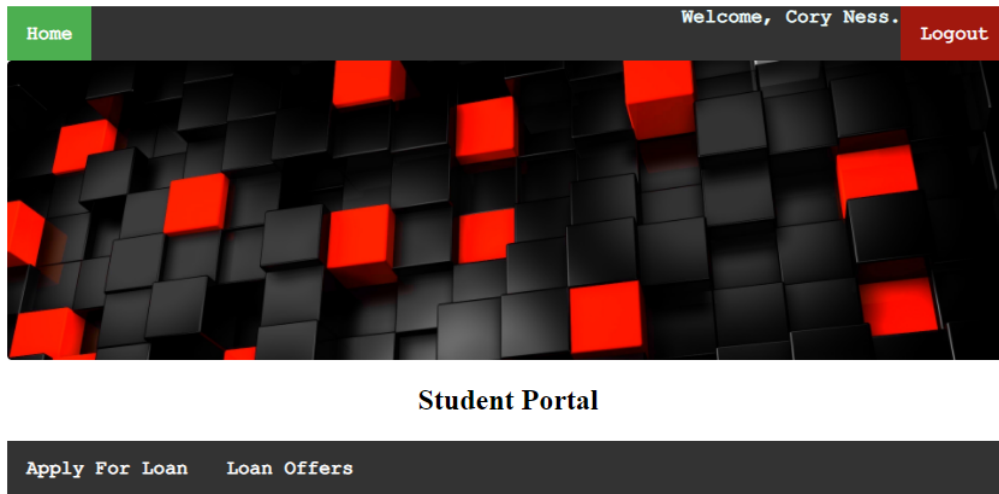 Welcome, Cory Ness.
Home
Logout
Student Portal
Apply For Loan
Loan Offers